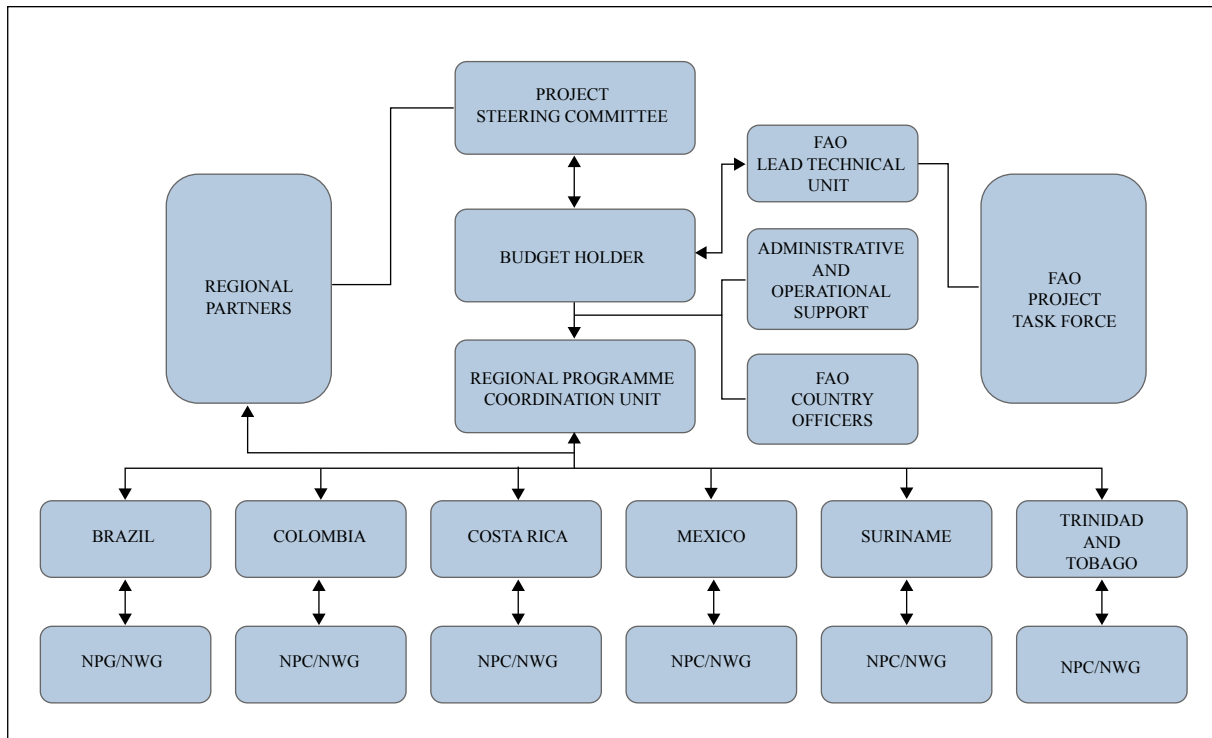 PROJECT
STEERING COMMITTEE
FAO
LEAD TECHNICAL
UNIT
REGIONAL
PARTNERS
BUDGET HOLDER
ADMINISTRATIVE
AND
OPERATIONAL
SUPPORT
FAO
PROJECT
TASK FORCE
REGIONAL PROGRAMME
COORDINATION UNIT
FAO
COUNTRY
OFFICERS
BRAZIL
COLOMBIA
COSTA RICA
MEXICO
SURINAME
TRINIDAD
AND
TOBAGO
NPG/NWG
NPC/NWG
NPC/NWG
NPC/NWG
NPC/NWG
NPC/NWG